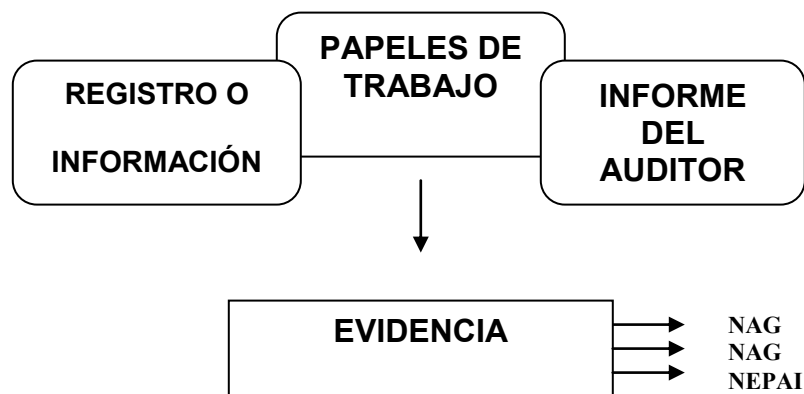 REGISTRO O
INFORMACIÓN
PAPELES DE
TRABAJO
INFORME
DEL
AUDITOR
EVIDENCIA
NAG
NAG
NEPAI